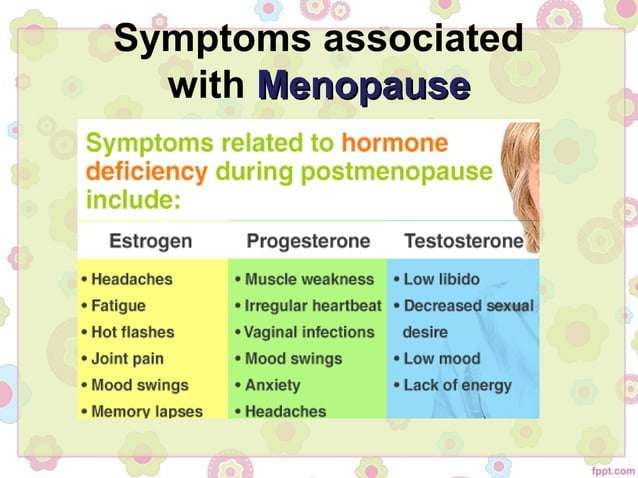 Symptoms associated
with Menopause
Symptoms related to hormone
deficiency during postmenopause
include:
Estrogen
• Headaches
• Fatigue
• Hot flashes
• Joint pain
• Mood swings
• Memory lapses
Progesterone
• Muscle weakness
• Irregular heartbeat
• Vaginal infections
• Mood swings
• Anxiety
• Headaches
Testosterone
• Low libido
• Decreased sexual
desire
• Low mood
• Lack of energy
fppt.com